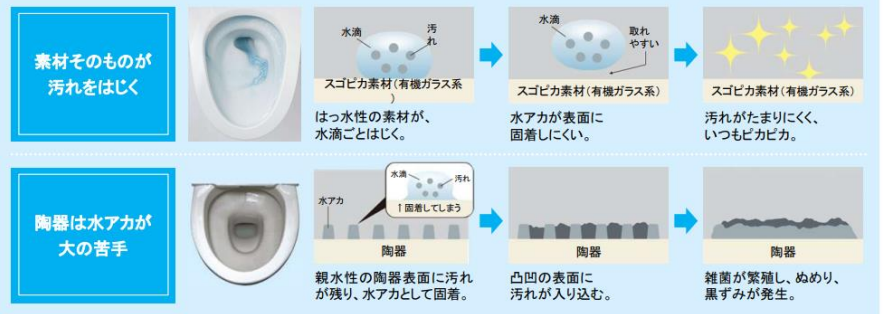 素材そのものが
汚れをはじく
水滴
汚
れ
スゴピカ素材(有機ガラス系
)
はっ水性の素材が、
水滴ごとはじく。
水滴
取れ
やすい
スゴピカ素材(有機ガラス系)
水アカが表面に
固着しにくい。
スゴピカ素材(有機ガラス系)
汚れがたまりにくく、
いつもピカピカ。
陶器は水アカが
大の苦手
水滴
汚れ
↑固着してしまう
水アカ
陶器
親水性の陶器表面に汚れ
が残り、水アカとして固着。
陶器
凸凹の表面に
汚れが入り込む。
陶器
雑菌が繁殖し、ぬめり、
黒ずみが発生。